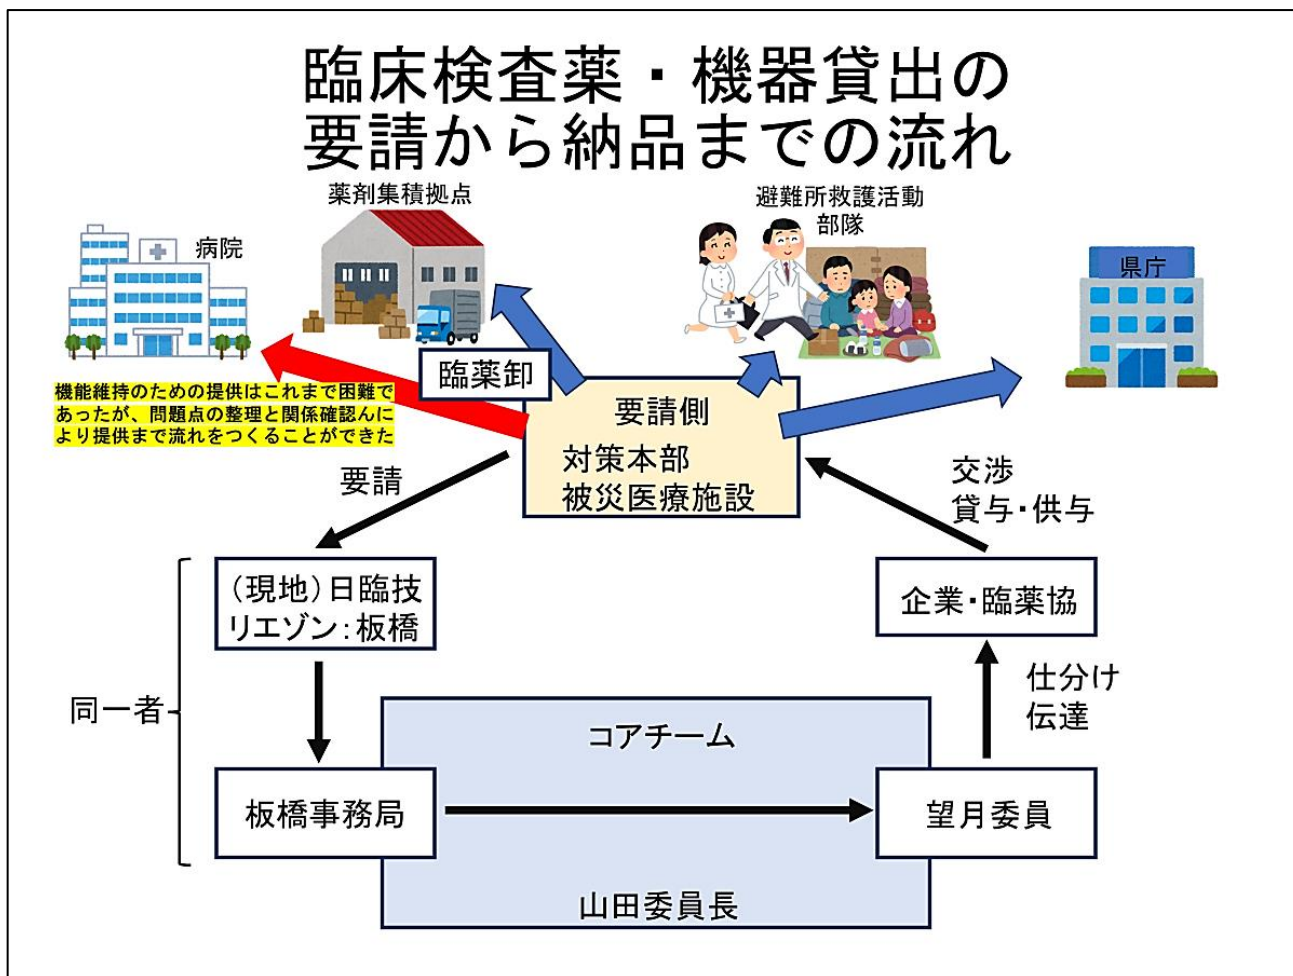 臨床検査薬・機器貸出の
要請から納品までの流れ
薬剤集積拠点
避難所救護活動
部隊
病院
県庁
臨薬卸
機能維持のための提供はこれまで困難で
あったが、問題点の整理と関係確認んに
より提供まで流れをつくることができた
要請側
対策本部
被災医療施設
要請
交渉
貸与・供与
（現地）日臨技
リエゾン：板橋
企業・臨薬協
同一者
仕分け
伝達
コアチーム
板橋事務局
望月委員
山田委員長